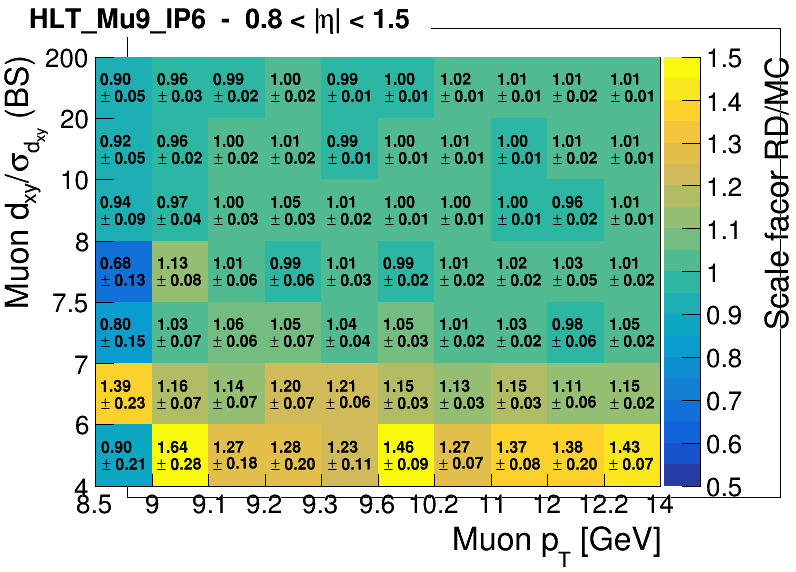 HLT_Mu9_IP6 - 0.8 < |η| < 1.5
Muon d_xy/σ_d_xy (BS)
200
0.90 0.96 0.99 1.00 0.99 1.00 1.02 1.01 1.01 1.01
± 0.05 ± 0.03 ± 0.02 ± 0.02 ± 0.01 ± 0.01 ± 0.01 ± 0.01 ± 0.02 ± 0.01
20
0.92 0.96 1.00 1.01 0.99 1.00 1.01 1.00 1.01 1.01
± 0.05 ± 0.02 ± 0.02 ± 0.02 ± 0.01 ± 0.01 ± 0.01 ± 0.01 ± 0.01 ± 0.01
10
0.94 0.97 1.00 1.05 1.01 1.00 1.00 1.00 0.96 1.01
± 0.09 ± 0.04 ± 0.03 ± 0.03 ± 0.02 ± 0.01 ± 0.01 ± 0.01 ± 0.02 ± 0.01
8
0.68 1.13 1.01 0.99 1.01 0.99 1.01 1.02 1.03 1.01
± 0.13 ± 0.08 ± 0.06 ± 0.06 ± 0.03 ± 0.02 ± 0.02 ± 0.02 ± 0.05 ± 0.02
7.5
0.80 1.03 1.06 1.05 1.04 1.05 1.01 1.03 0.98 1.05
± 0.15 ± 0.07 ± 0.06 ± 0.07 ± 0.04 ± 0.03 ± 0.02 ± 0.02 ± 0.06 ± 0.02
7
1.39 1.16 1.14 1.20 1.21 1.15 1.13 1.15 1.11 1.15
± 0.23 ± 0.07 ± 0.07 ± 0.07 ± 0.06 ± 0.03 ± 0.03 ± 0.03 ± 0.06 ± 0.02
6
0.90 1.64 1.27 1.28 1.23 1.46 1.27 1.37 1.38 1.43
± 0.21 ± 0.28 ± 0.18 ± 0.20 ± 0.11 ± 0.09 ± 0.07 ± 0.08 ± 0.20 ± 0.07
4
8.5 9 9.1 9.2 9.3 9.6 10.2 11 12 12.2 14
Muon p_T [GeV]
1.5
1.4
1.3
1.2
1.1
1
0.9
0.8
0.7
0.6
0.5
Scale facor RD/MC